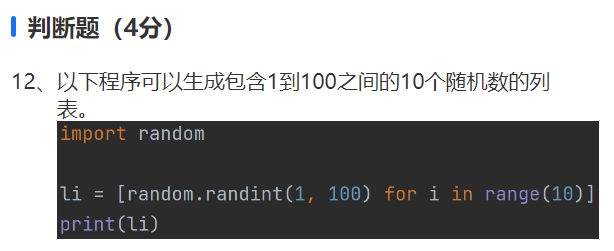 判断题（4分）
12、以下程序可以生成包含1到100之间的10个随机数的列
表。
import random
li = [random.randint(1, 100) for i in range(10)]
print(li)